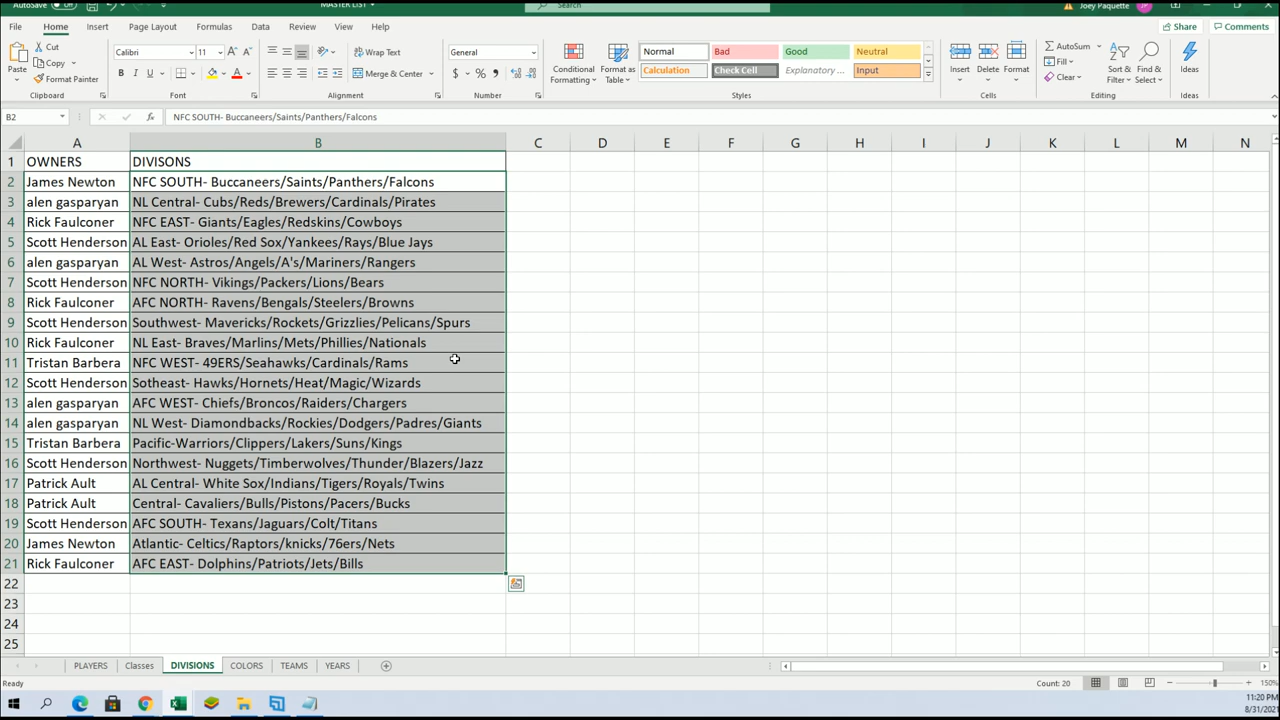 AutoSave Off
MASTER LIST
Search
Joey Paquette JP
File Home Insert Page Layout Formulas Data Review View Help
Share Comments
Paste
Cut
Copy
Format Painter
Calibri 11
B I U
Wrap Text
Merge & Center
General
$ % 9
Conditional Formatting
Format as Table
Normal Bad Good Neutral
Calculation Check Cell Explanatory ... Input
Insert Delete Format
AutoSum
Fill
Clear
Sort & Filter
Find & Select
Ideas
Clipboard Font Alignment Number Styles Cells Editing Ideas
B2 fx NFC SOUTH- Buccaneers/Saints/Panthers/Falcons
A B C D E F G H I J K L M N
1 OWNERS DIVISONS
2 James Newton NFC SOUTH- Buccaneers/Saints/Panthers/Falcons
3 alen gasparyan NL Central- Cubs/Reds/Brewers/Cardinals/Pirates
4 Rick Faulconer NFC EAST- Giants/Eagles/Redskins/Cowboys
5 Scott Henderson AL East- Orioles/Red Sox/Yankees/Rays/Blue Jays
6 alen gasparyan AL West- Astros/Angels/A's/Mariners/Rangers
7 Scott Henderson NFC NORTH- Vikings/Packers/Lions/Bears
8 Rick Faulconer AFC NORTH- Ravens/Bengals/Steelers/Browns
9 Scott Henderson Southwest- Mavericks/Rockets/Grizzlies/Pelicans/Spurs
10 Rick Faulconer NL East- Braves/Marlins/Mets/Phillies/Nationals
11 Tristan Barbera NFC WEST- 49ERS/Seahawks/Cardinals/Rams
12 Scott Henderson Sotheast- Hawks/Hornets/Heat/Magic/Wizards
13 alen gasparyan AFC WEST- Chiefs/Broncos/Raiders/Chargers
14 alen gasparyan NL West- Diamondbacks/Rockies/Dodgers/Padres/Giants
15 Tristan Barbera Pacific-Warriors/Clippers/Lakers/Suns/Kings
16 Scott Henderson Northwest- Nuggets/Timberwolves/Thunder/Blazers/Jazz
17 Patrick Ault AL Central- White Sox/Indians/Tigers/Royals/Twins
18 Patrick Ault Central- Cavaliers/Bulls/Pistons/Pacers/Bucks
19 Scott Henderson AFC SOUTH- Texans/Jaguars/Colt/Titans
20 James Newton Atlantic- Celtics/Raptors/knicks/76ers/Nets
21 Rick Faulconer AFC EAST- Dolphins/Patriots/Jets/Bills
22
23
24
25
PLAYERS Classes DIVISIONS COLORS TEAMS YEARS
Ready
Count: 20
150%
11:20 PM
8/31/2021